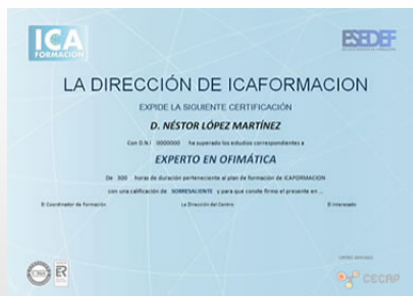 ICA
FORMACIÓN
ESEDEF
LA DIRECCIÓN DE ICAFORMACION
EXPIDE LA SIGUIENTE CERTIFICACIÓN
D. NÉSTOR LÓPEZ MARTÍNEZ
Con D.N.I 0000000 ha superado los estudios correspondientes a
EXPERTO EN OFIMÁTICA
De 300 horas de duración perteneciente al plan de formación de ICAFORMACION
con una calificación de SOBRESALIENTE y para que conste firmo el presente en ...
El Coordinador de Formación
La Dirección del Centro
El Interesado
CECAP